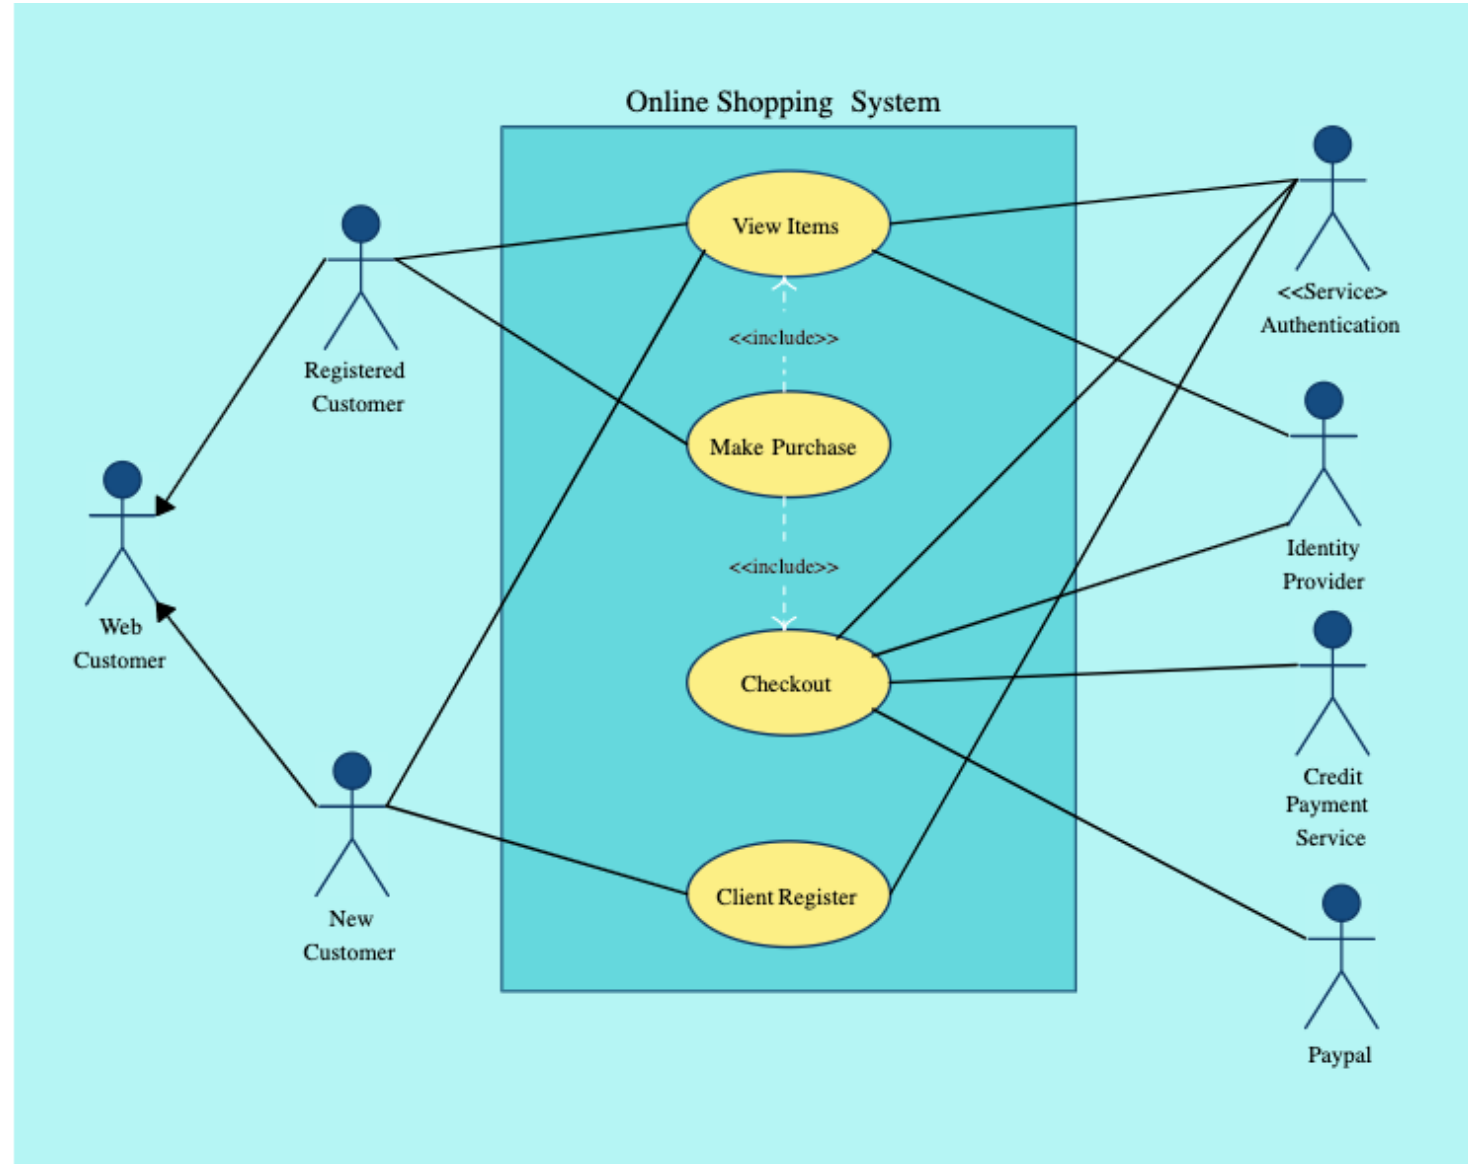 Online Shopping System
View Items
<<include>>
Make Purchase
<<include>>
Checkout
Client Register
Registered
Customer
Web
Customer
New
Customer
<<Service>
Authentication
Identity
Provider
Credit
Payment
Service
Paypal